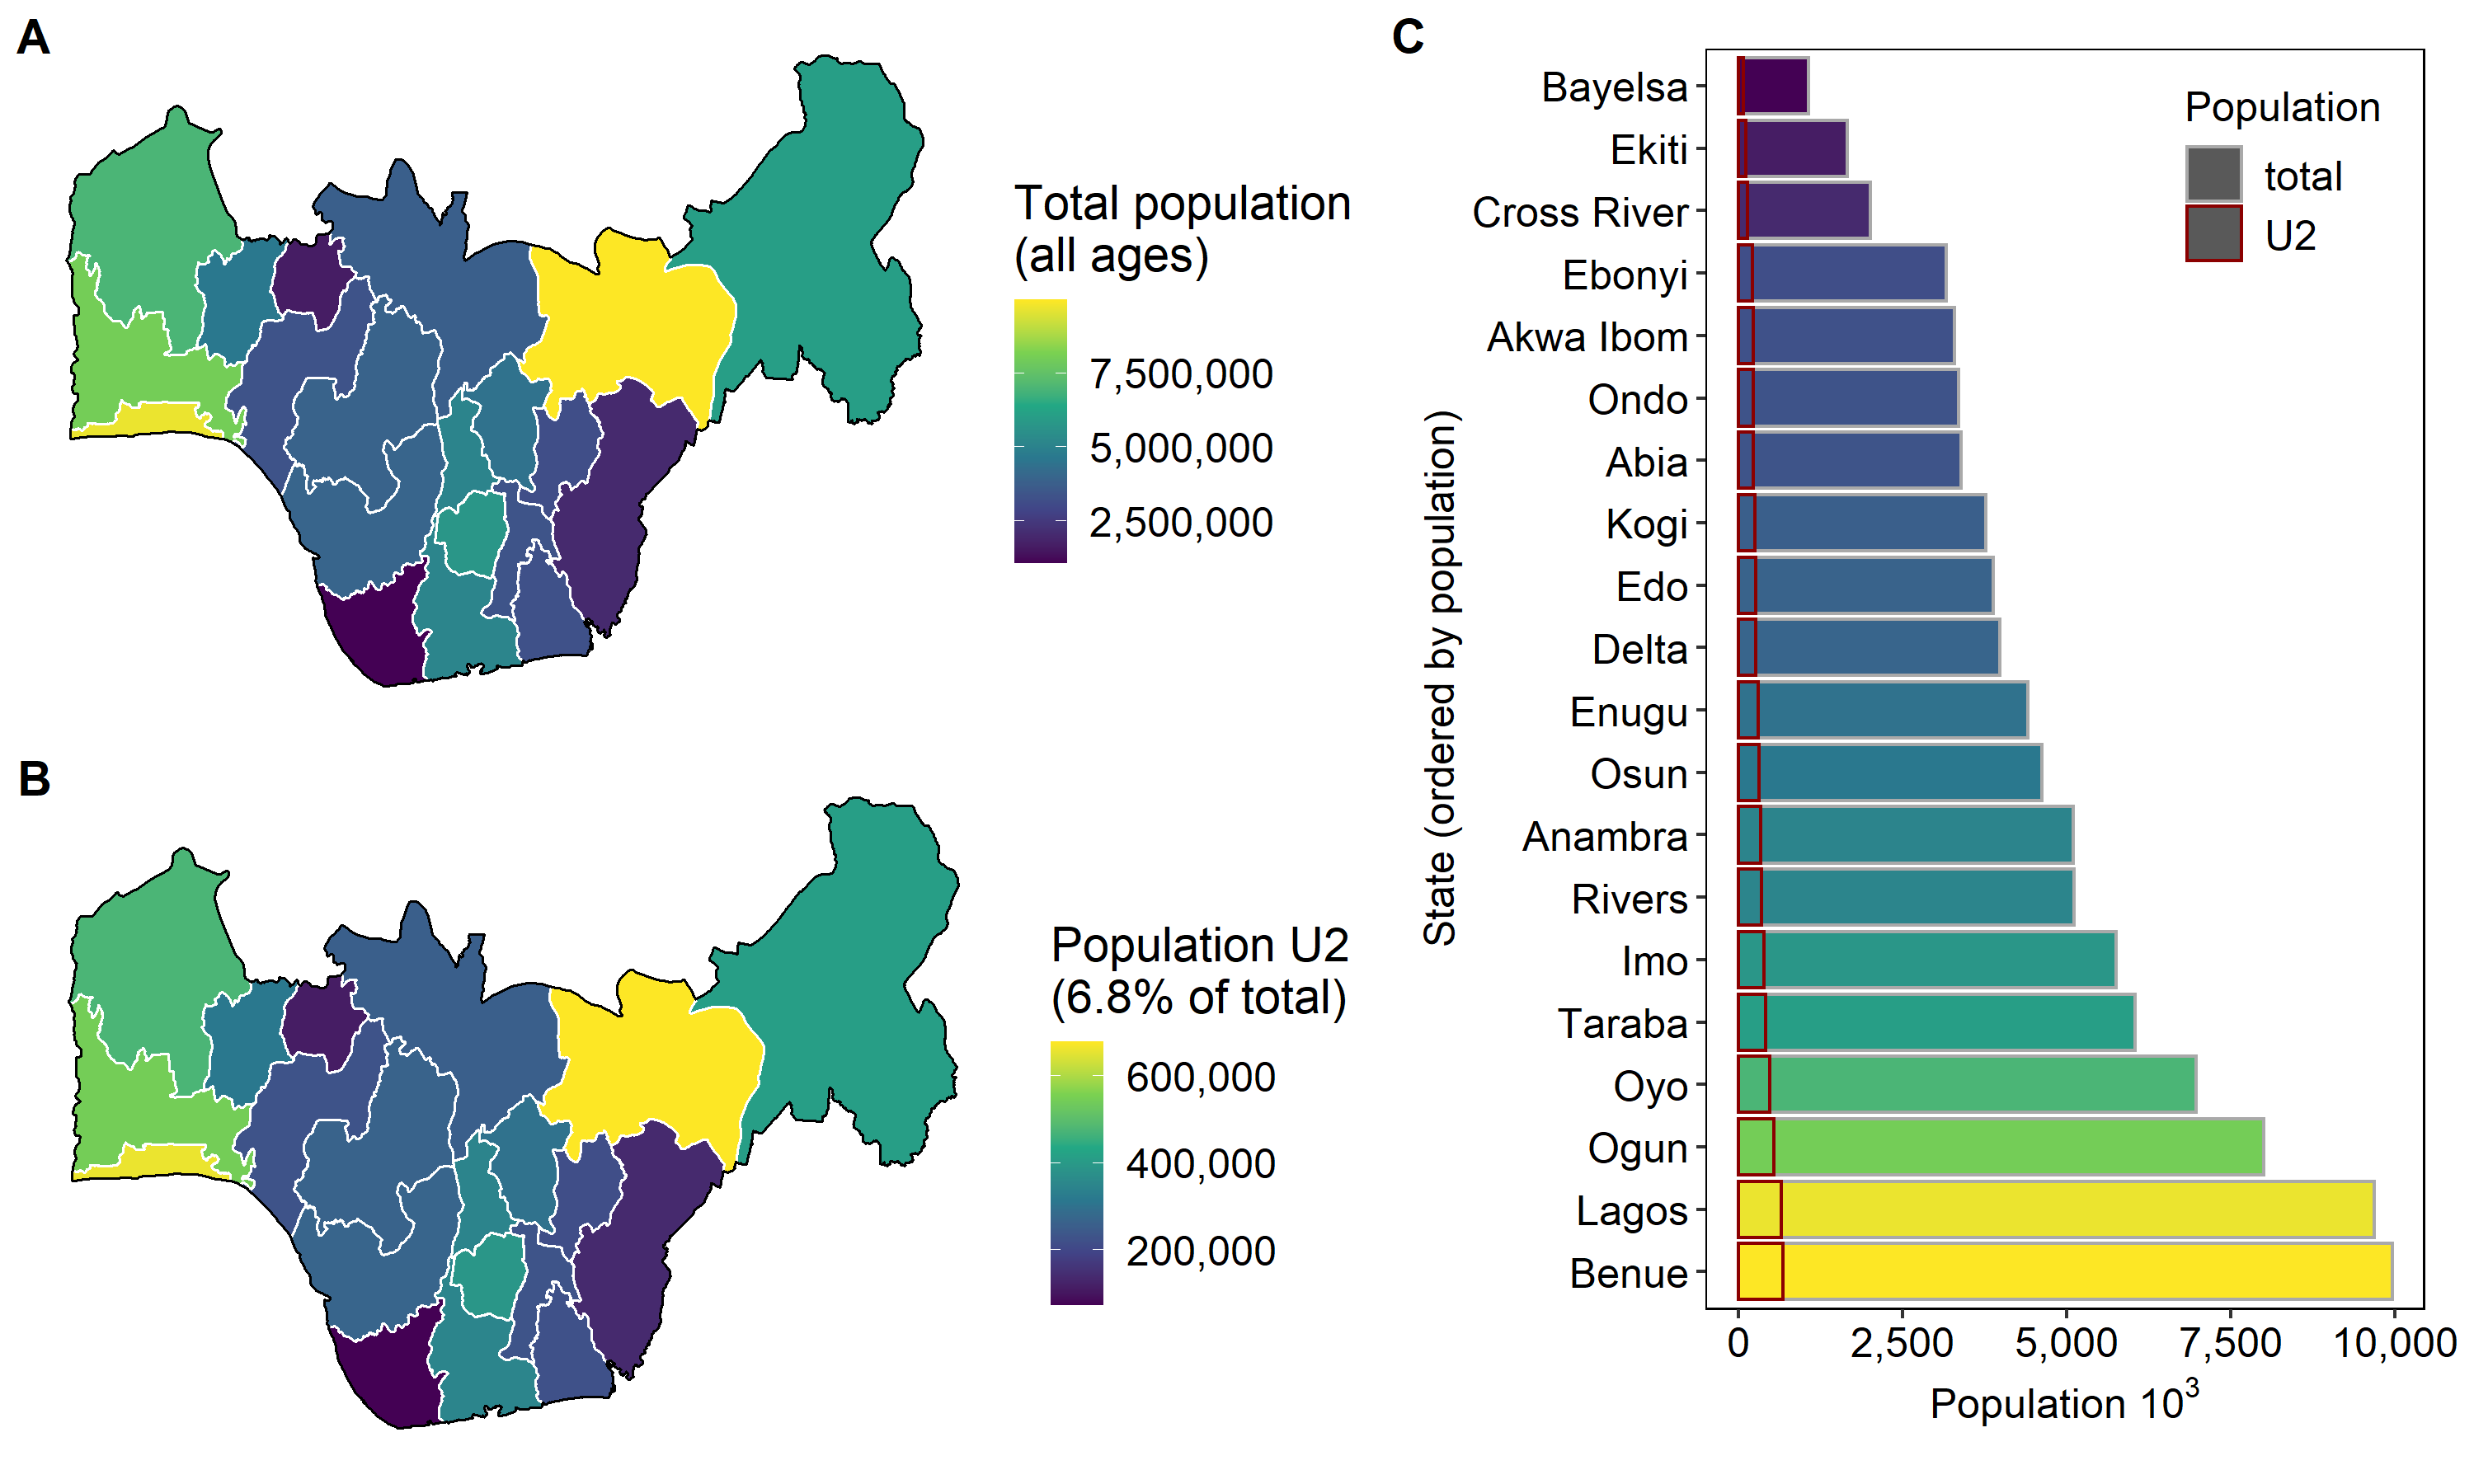 A
Total population
(all ages)
7,500,000
5,000,000
2,500,000
B
Population U2
(6.8% of total)
600,000
400,000
200,000
C
State (ordered by population)
Bayelsa
Ekiti
Cross River
Ebonyi
Akwa Ibom
Ondo
Abia
Kogi
Edo
Delta
Enugu
Osun
Anambra
Rivers
Imo
Taraba
Oyo
Ogun
Lagos
Benue
Population
total
U2
0 2,500 5,000 7,500 10,000
Population 10³